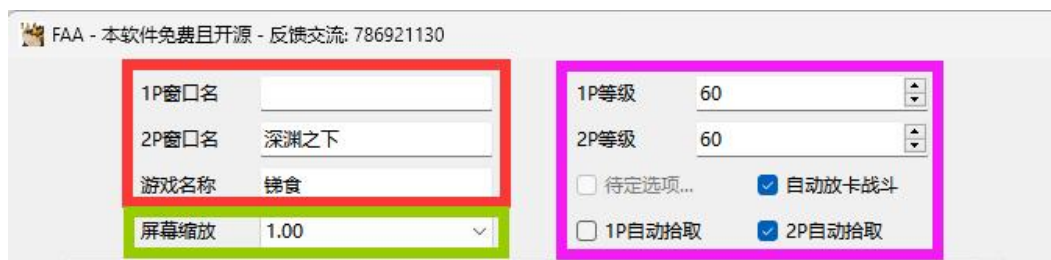 FAA - 本软件免费且开源 - 反馈交流: 786921130
1P窗口名
2P窗口名 深渊之下
游戏名称 锑食
屏幕缩放 1.00
1P等级 60
2P等级 60
待定选项... 自动放卡战斗
1P自动拾取 2P自动拾取